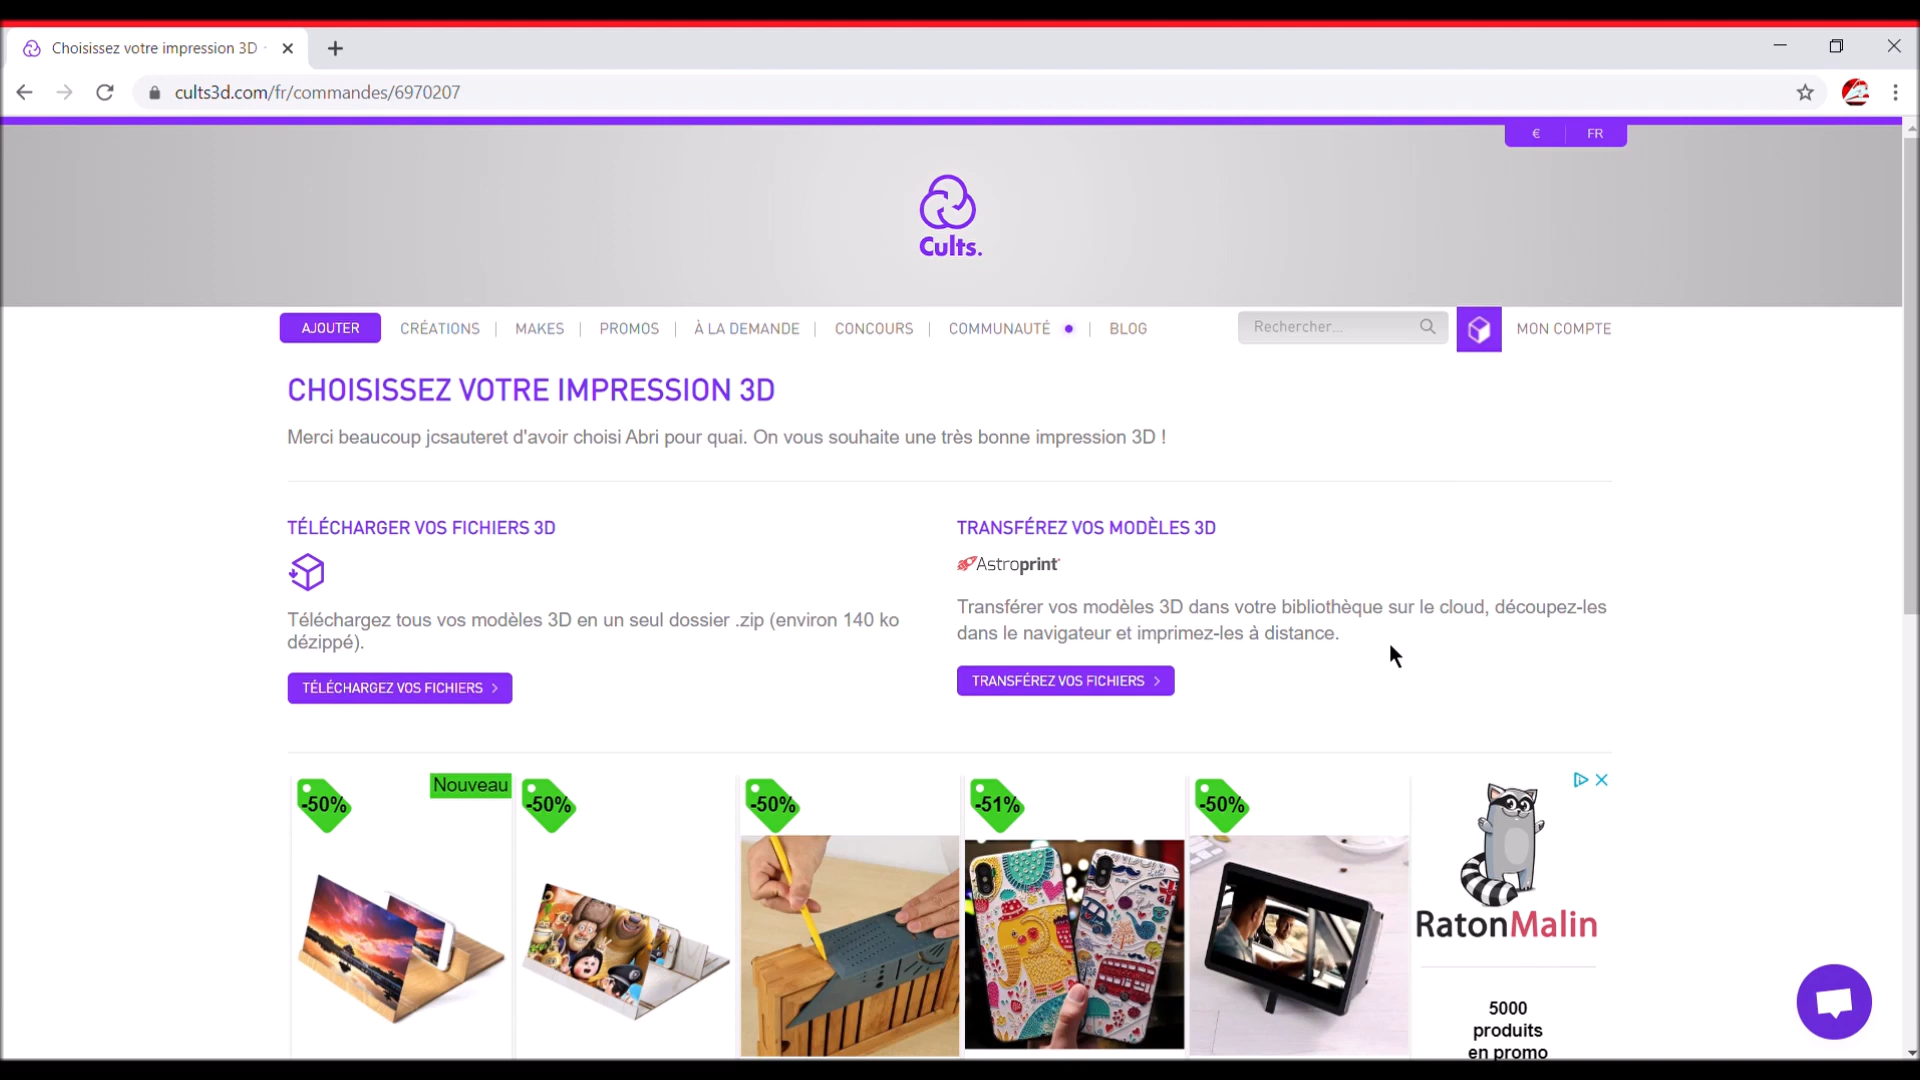 Choisissez votre impression 3D
cults3d.com/fr/commandes/6970207
€ FR
Cults.
AJOUTER CRÉATIONS | MAKES | PROMOS | À LA DEMANDE | CONCOURS | COMMUNAUTÉ | BLOG Rechercher... MON COMPTE
CHOISISSEZ VOTRE IMPRESSION 3D
Merci beaucoup jcsauteret d'avoir choisi Abri pour quai. On vous souhaite une très bonne impression 3D !
TÉLÉCHARGER VOS FICHIERS 3D
Téléchargez tous vos modèles 3D en un seul dossier .zip (environ 140 ko
dézippé).
TÉLÉCHARGEZ VOS FICHIERS >
TRANSFÉREZ VOS MODÈLES 3D
Astroprint
Transférer vos modèles 3D dans votre bibliothèque sur le cloud, découpez-les
dans le navigateur et imprimez-les à distance.
TRANSFÉREZ VOS FICHIERS >
-50% Nouveau -50% -50% -51% -50%
RatonMalin
5000
produits
en promo